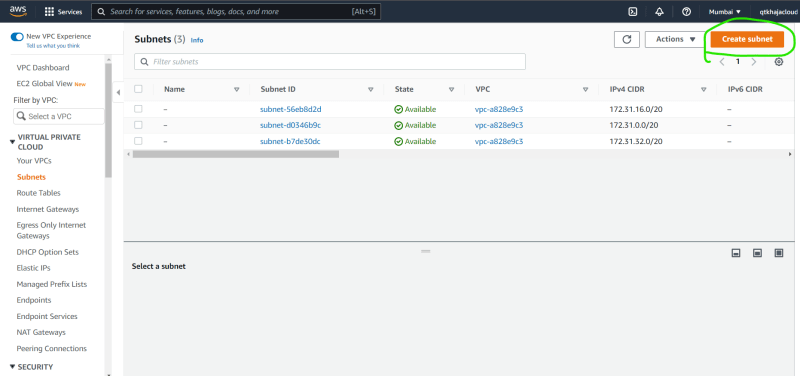 aws
Services
Search for services, features, blogs, docs, and more
[Alt+S]
Mumbai
qtkhajacloud
New VPC Experience
Tell us what you think
VPC Dashboard
EC2 Global View New
Filter by VPC:
Select a VPC
VIRTUAL PRIVATE
CLOUD
Your VPCs
Subnets
Route Tables
Internet Gateways
Egress Only Internet
Gateways
DHCP Option Sets
Elastic IPs
Managed Prefix Lists
Endpoints
Endpoint Services
NAT Gateways
Peering Connections
SECURITY
Subnets (3) Info
Actions
Create subnet
Filter subnets
1
Name Subnet ID State VPC IPv4 CIDR IPv6 CIDR
– subnet-56eb8d2d Available vpc-a828e9c3 172.31.16.0/20 –
– subnet-d0346b9c Available vpc-a828e9c3 172.31.0.0/20 –
– subnet-b7de30dc Available vpc-a828e9c3 172.31.32.0/20 –
Select a subnet